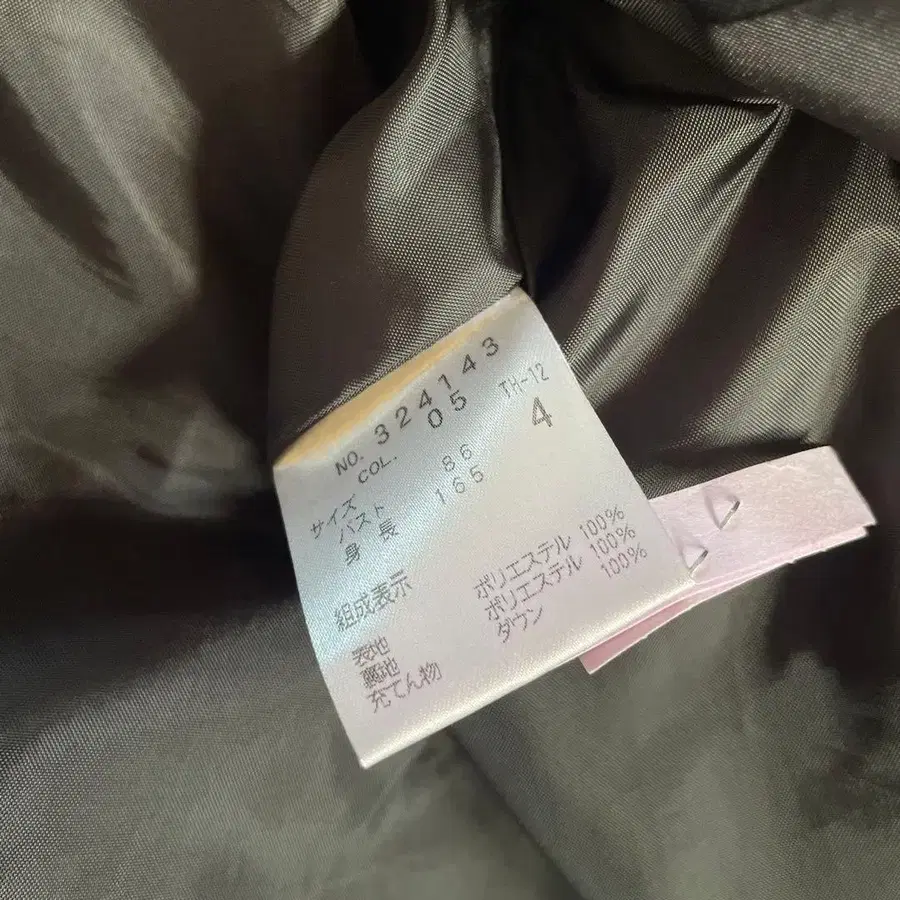 NO. 324143
COL. 05 TH-12
サイズ 4
バスト 86
身長 165
組成表示
表地 ポリエステル 100%
裏地 ポリエステル 100%
充てん物 ダウン 100%